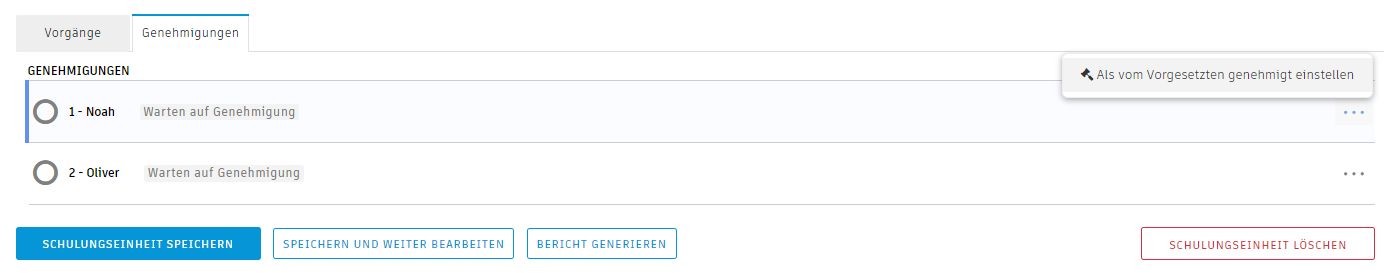 Vorgänge
Genehmigungen
GENEHMIGUNGEN
Als vom Vorgesetzten genehmigt einstellen
1 - Noah Warten auf Genehmigung
2 - Oliver Warten auf Genehmigung
SCHULUNGSEINHEIT SPEICHERN
SPEICHERN UND WEITER BEARBEITEN
BERICHT GENERIEREN
SCHULUNGSEINHEIT LÖSCHEN